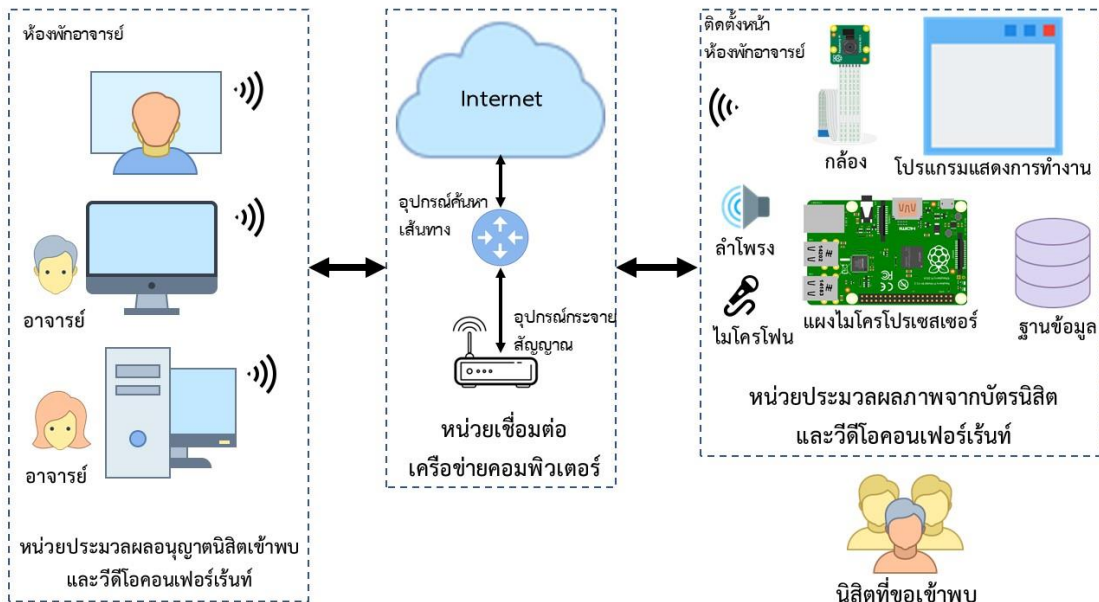 ห้องพักอาจารย์
อาจารย์
อาจารย์
หน่วยประมวลผลอนุญาตนิสิตเข้าพบ
และวีดีโอคอนเฟอร์เร้นท์
Internet
อุปกรณ์ค้นหา
เส้นทาง
อุปกรณ์กระจาย
สัญญาณ
หน่วยเชื่อมต่อ
เครือข่ายคอมพิวเตอร์
ติดตั้งหน้า
ห้องพักอาจารย์
กล้อง
โปรแกรมแสดงการทำงาน
ลำโพรง
ไมโครโฟน
แผงไมโครโปรเซสเซอร์
ฐานข้อมูล
หน่วยประมวลผลภาพจากบัตรนิสิต
และวีดีโอคอนเฟอร์เร้นท์
นิสิตที่ขอเข้าพบ